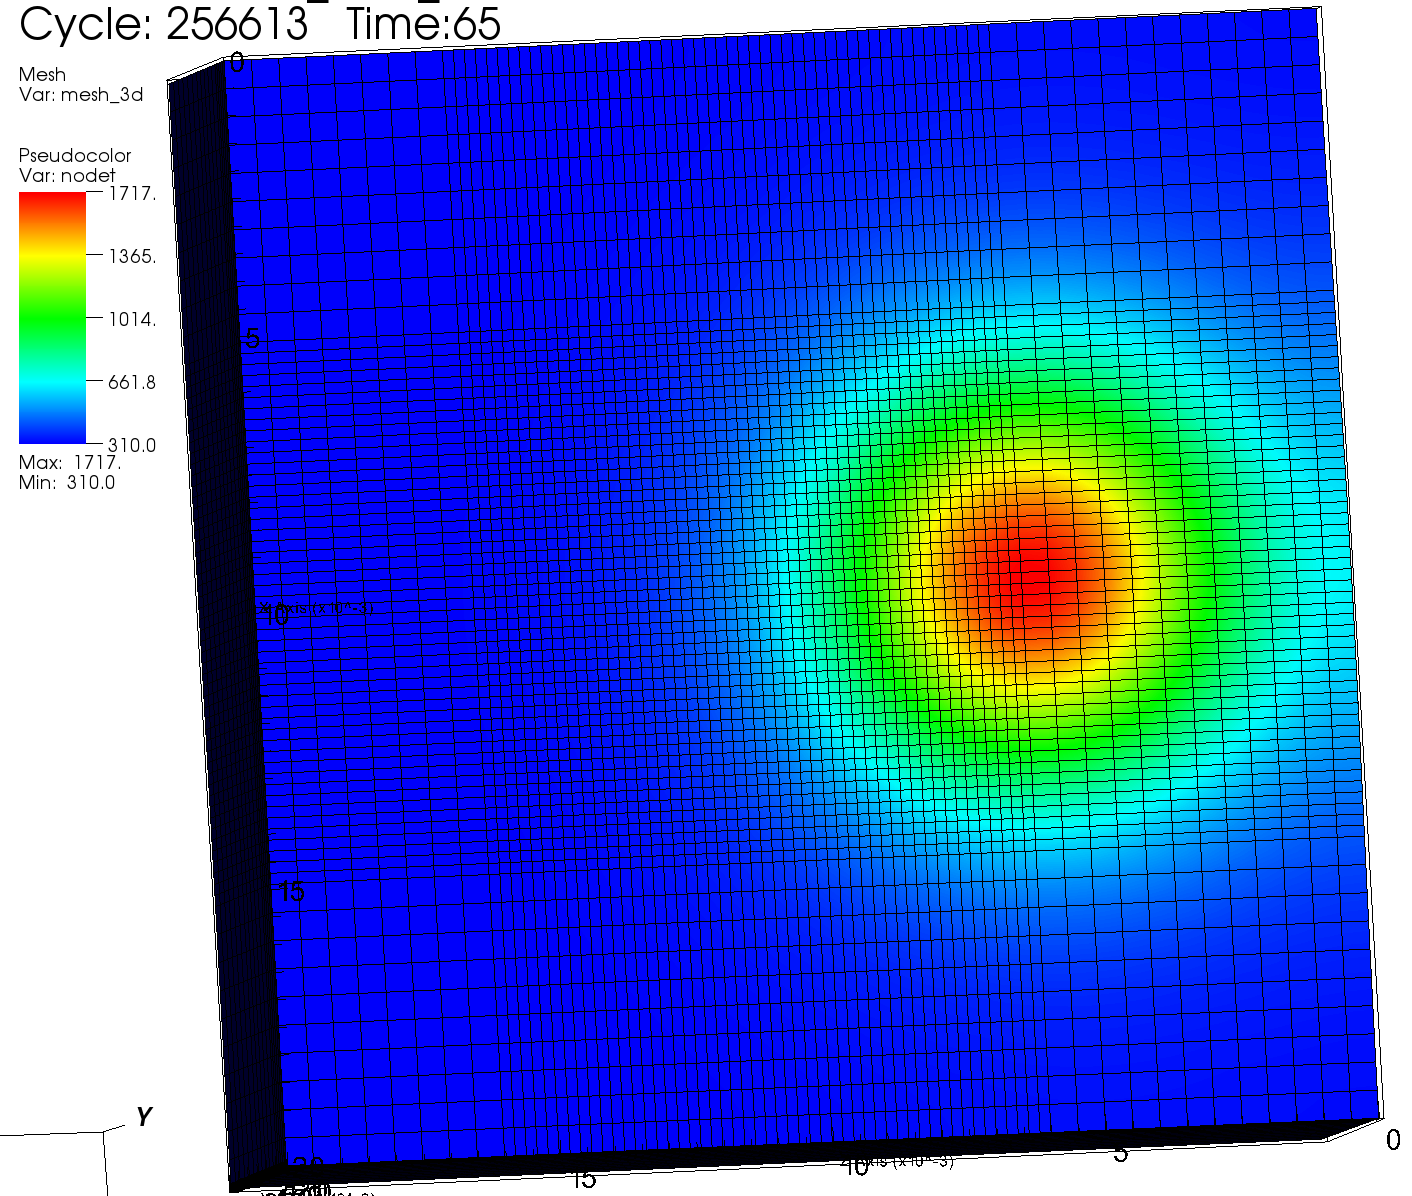 Cycle: 256613 Time:65
Mesh
Var: mesh_3d
Pseudocolor
Var: nodet
1717.
1365.
1014.
661.8
310.0
Max: 1717.
Min: 310.0
0
5
10
15
20
15
10
5
0
Y